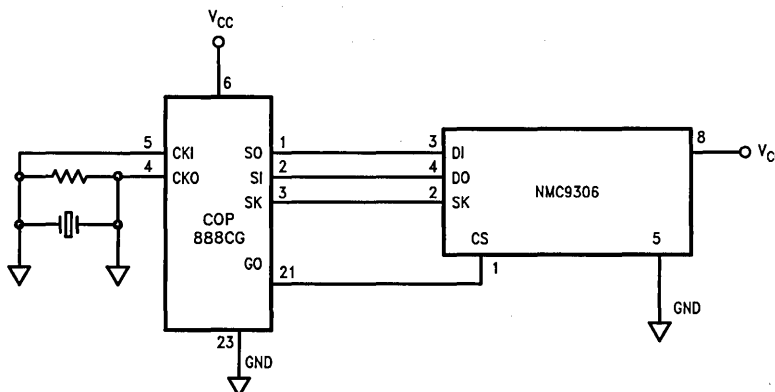 VCC
6
5
CKI
SO
1
3
DI
8
VC
4
CKO
SI
2
4
DO
SK
3
2
SK
NMC9306
COP
888CG
CS
5
GO
21
1
GND
23
GND